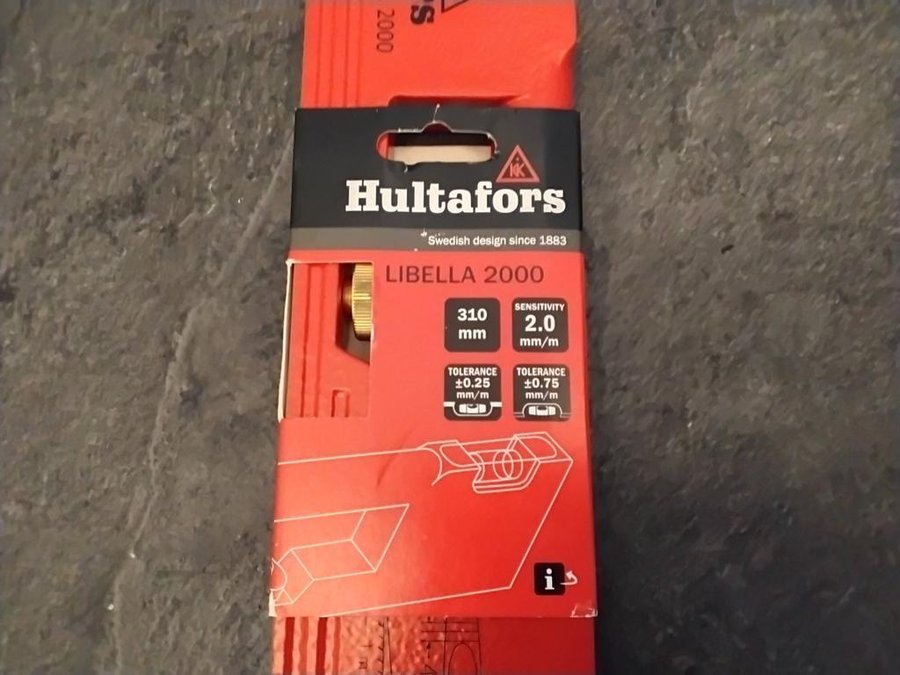 2000
HK
Hultafors
Swedish design since 1883
LIBELLA 2000
310
mm
SENSITIVITY
2.0
mm/m
TOLERANCE
±0.25
mm/m
TOLERANCE
±0.75
mm/m
i